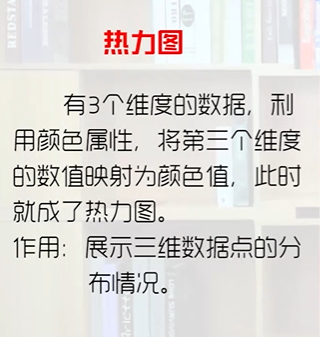 热力图
有3个维度的数据，利
用颜色属性，将第三个维度
的数值映射为颜色值，此时
就成了热力图。
作用：展示三维数据点的分
布情况。